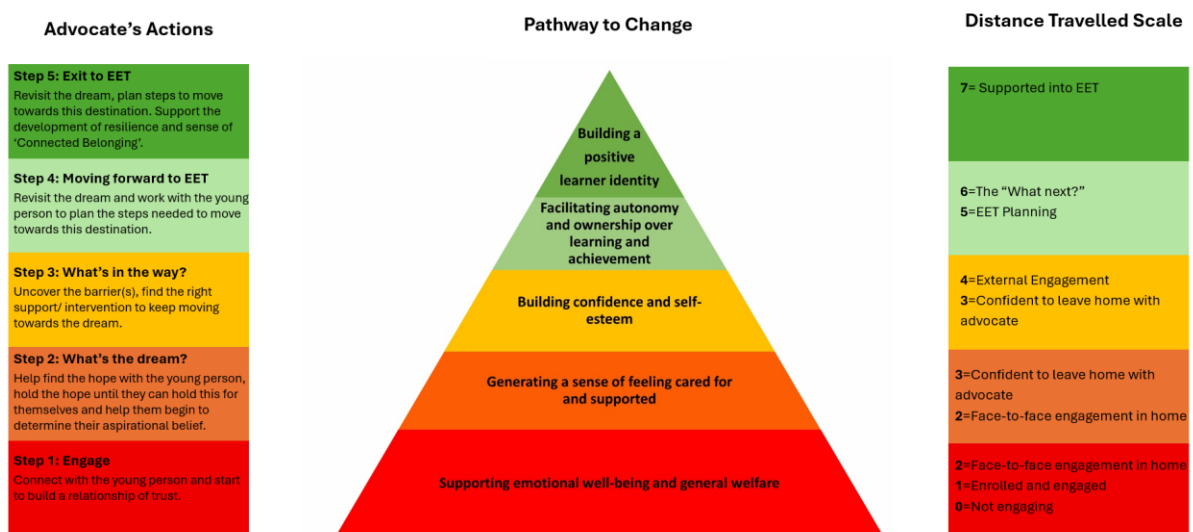 Advocate's Actions
Step 5: Exit to EET
Revisit the dream, plan steps to move
towards this destination. Support the
development of resilience and sense of
‘Connected Belonging’.
Step 4: Moving forward to EET
Revisit the dream and work with the young
person to plan the steps needed to move
towards this destination.
Step 3: What's in the way?
Uncover the barrier(s), find the right
support/ intervention to keep moving
towards the dream.
Step 2: What's the dream?
Help find the hope with the young person,
hold the hope until they can hold this for
themselves and help them begin to
determine their aspirational belief.
Step 1: Engage
Connect with the young person and start
to build a relationship of trust.
Pathway to Change
Building a
positive
learner identity
Facilitating autonomy
and ownership over
learning and
achievement
Building confidence and self-
esteem
Generating a sense of feeling cared for
and supported
Supporting emotional well-being and general welfare
Distance Travelled Scale
7= Supported into EET
6=The “What next?”
5=EET Planning
4=External Engagement
3=Confident to leave home with
advocate
3=Confident to leave home with
advocate
2=Face-to-face engagement in home
2=Face-to-face engagement in home
1=Enrolled and engaged
0=Not engaging